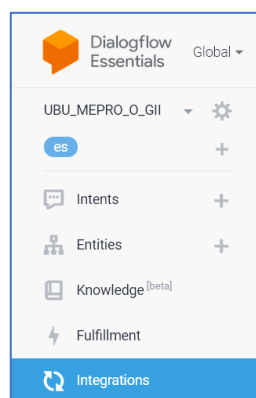 Dialogflow
Essentials
Global
UBU_MEPRO_O_GII
es
Intents
Entities
Knowledge [beta]
Fulfillment
Integrations